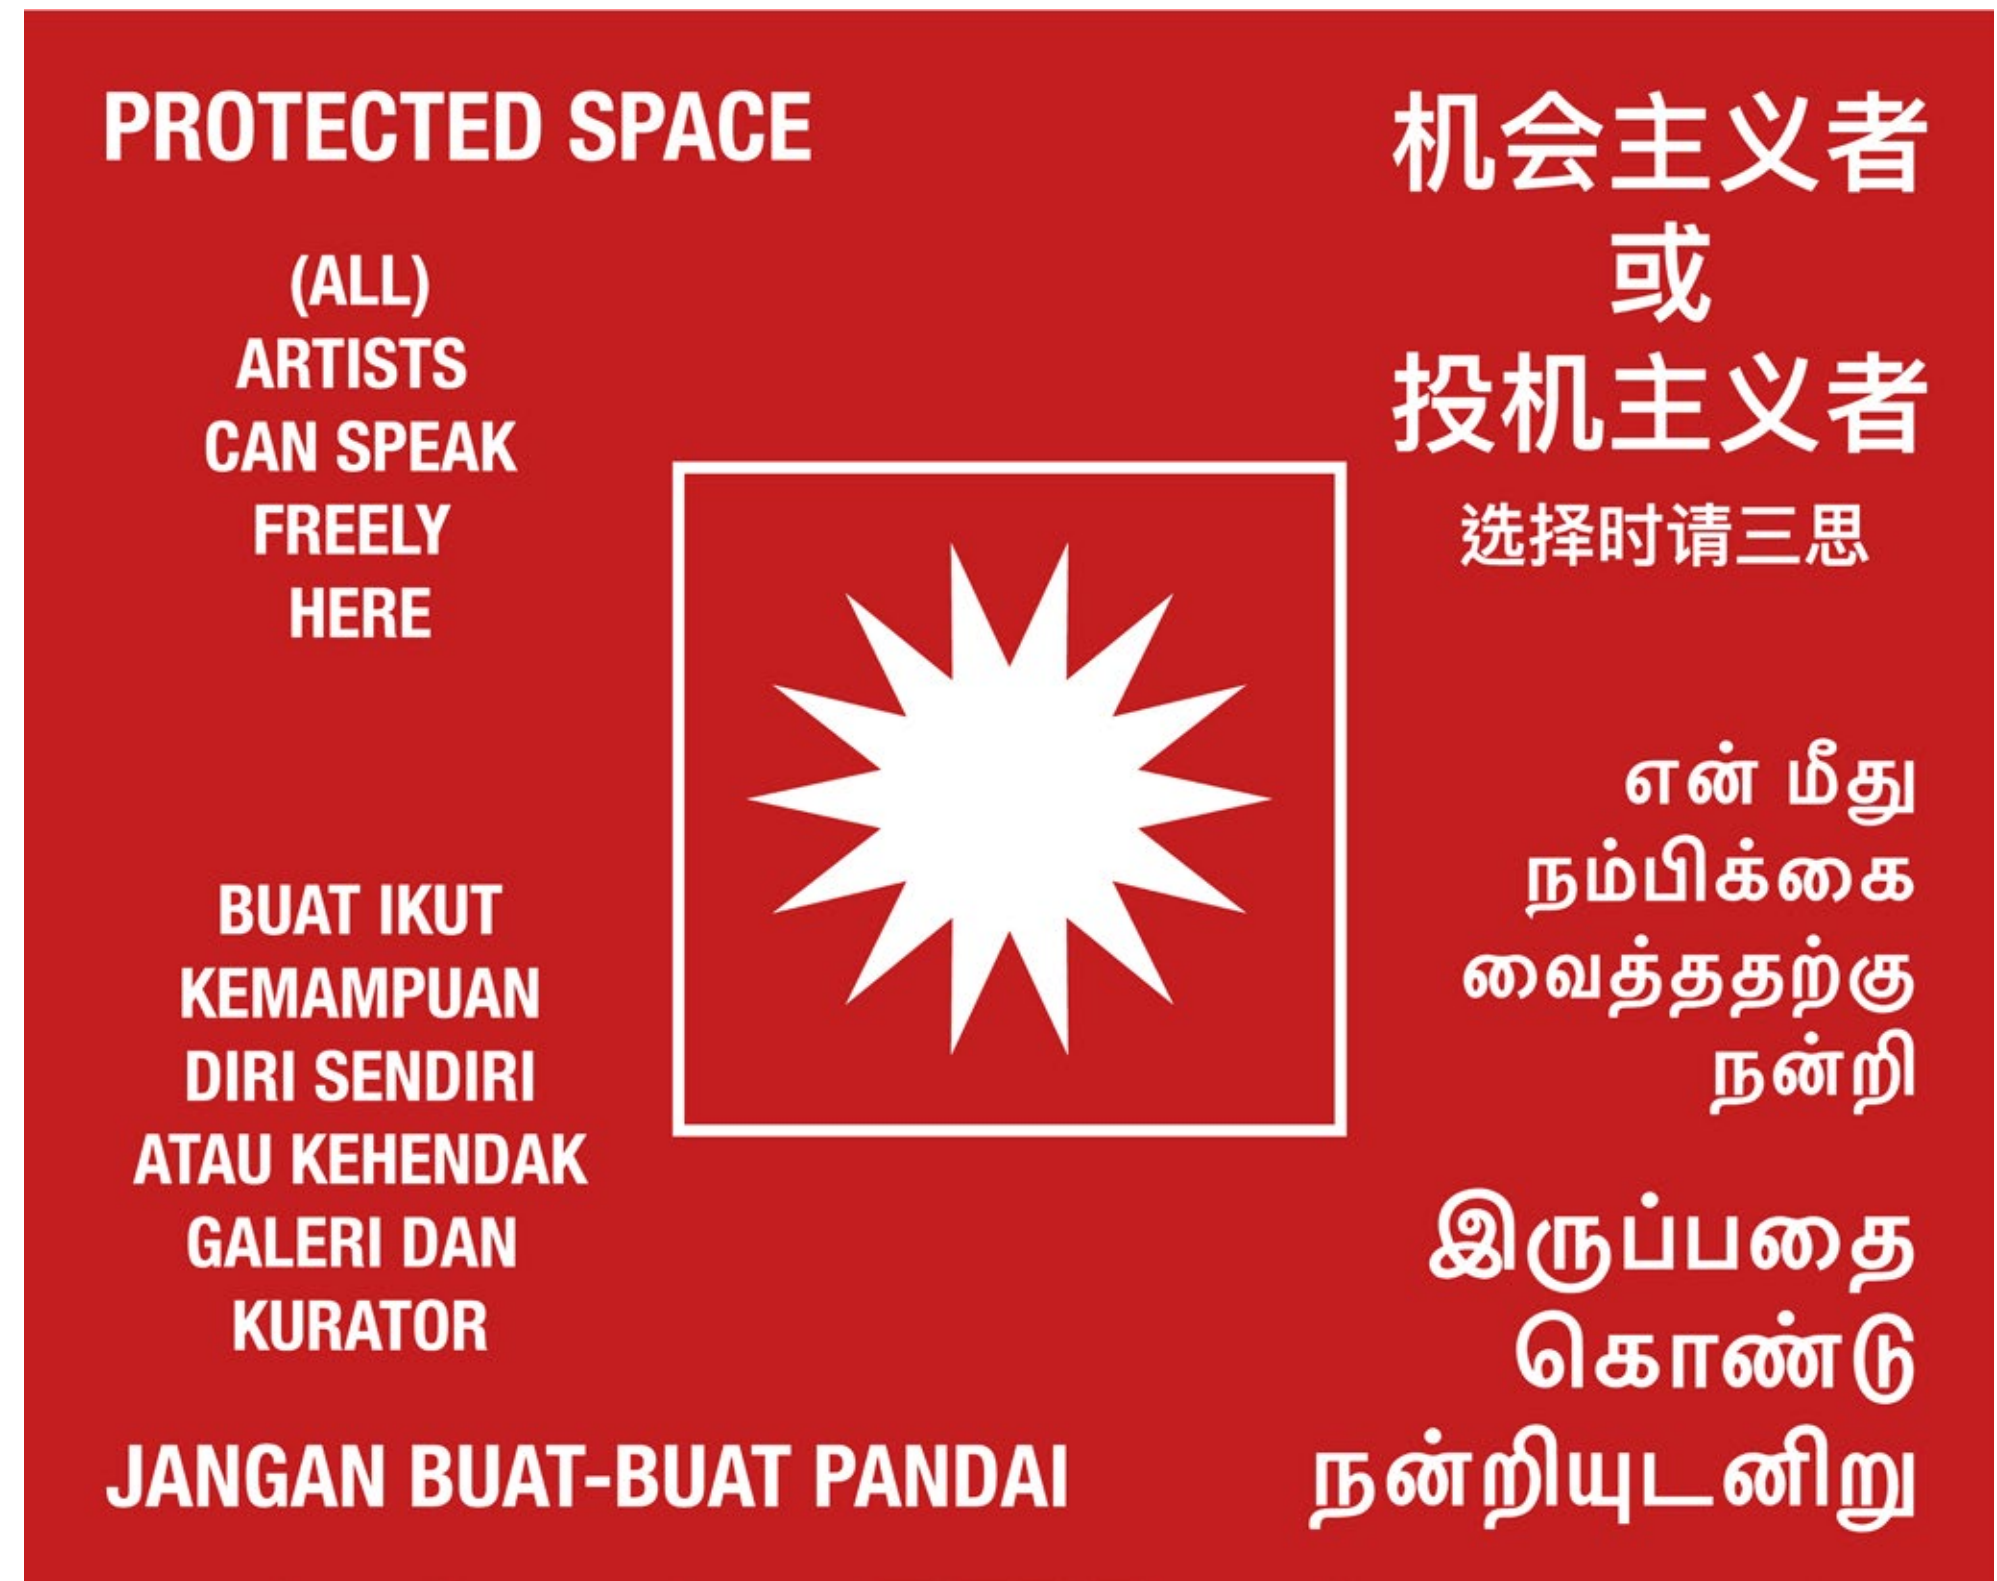 PROTECTED SPACE
(ALL)
ARTISTS
CAN SPEAK
FREELY
HERE
BUAT IKUT
KEMAMPUAN
DIRI SENDIRI
ATAU KEHENDAK
GALERI DAN
KURATOR
JANGAN BUAT-BUAT PANDAI
机会主义者
或
投机主义者
选择时请三思
என் மீது
நம்பிக்கை
வைத்ததற்கு
நன்றி
இருப்பதை
கொண்டு
நன்றியுடனிறு